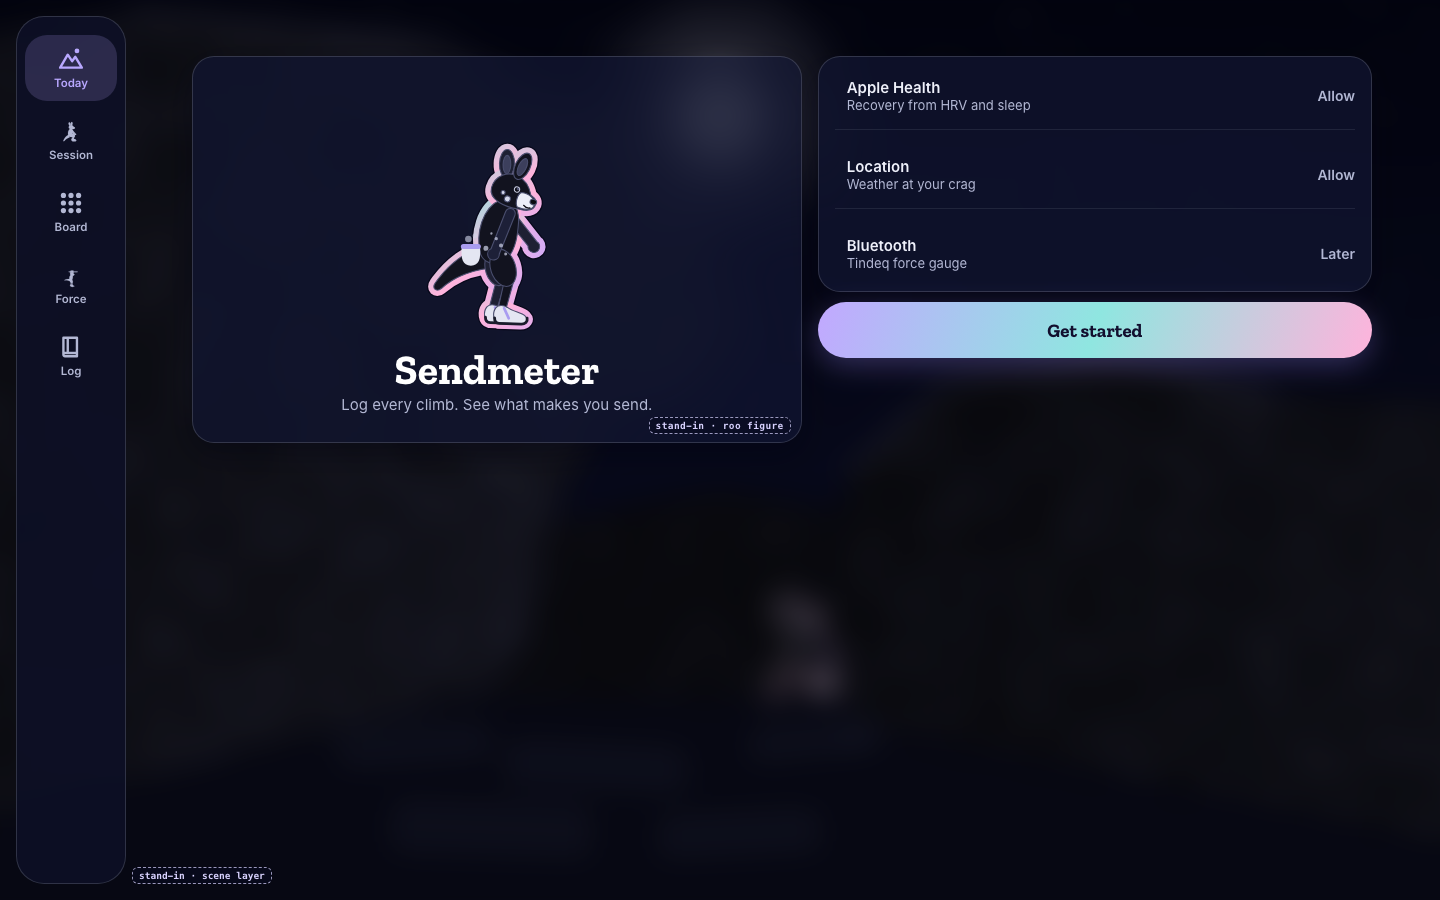 Today
Session
Board
Force
Log
Sendmeter
Log every climb. See what makes you send.
stand-in · roo figure
Apple Health
Recovery from HRV and sleep
Allow
Location
Weather at your crag
Allow
Bluetooth
Tindeq force gauge
Later
Get started
stand-in · scene layer